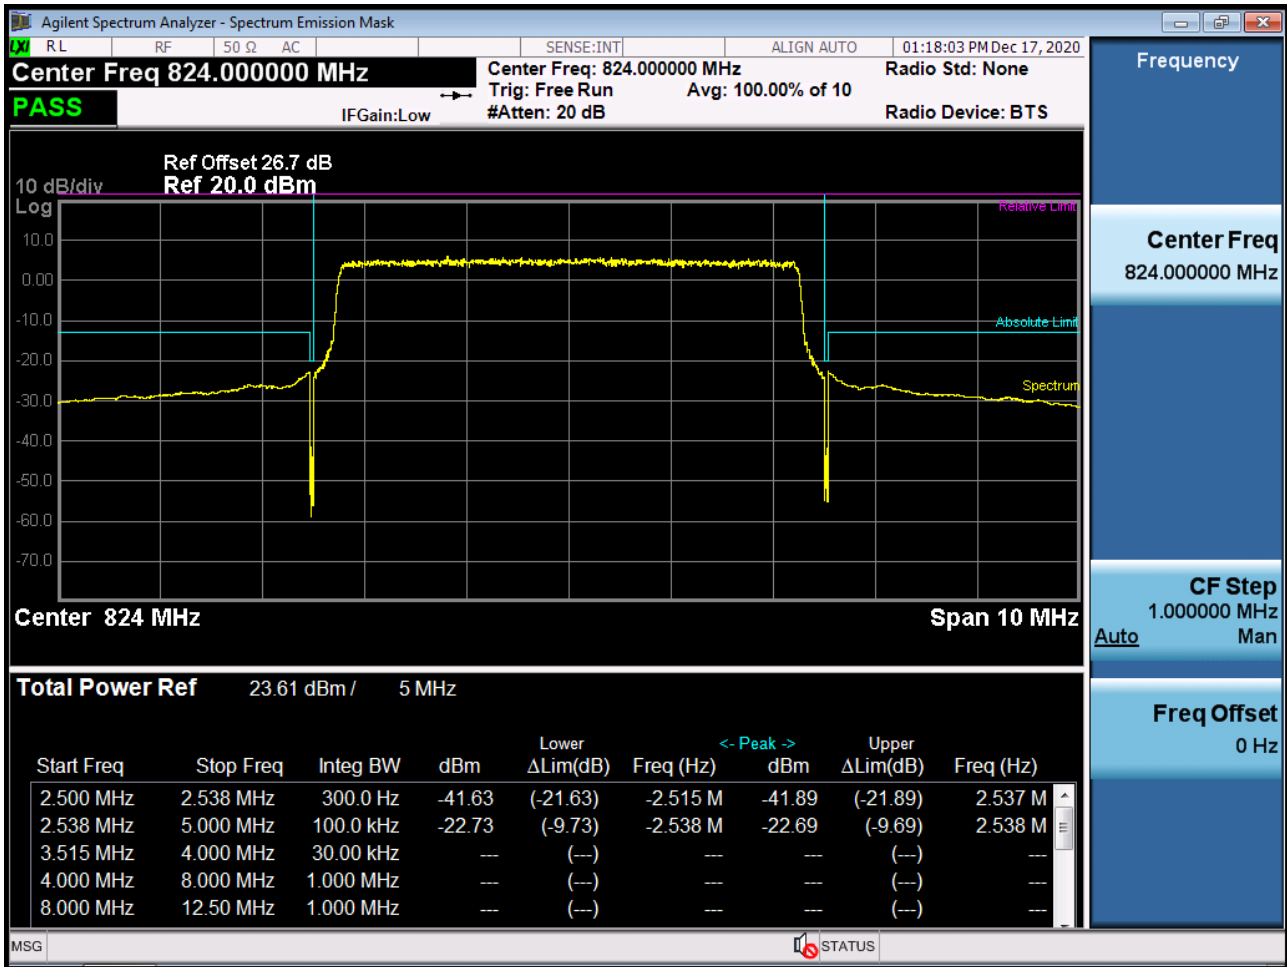 Agilent Spectrum Analyzer - Spectrum Emission Mask
LXI RL RF 50 Ω AC SENSE:INT ALIGN AUTO 01:18:03 PM Dec 17, 2020
Center Freq 824.000000 MHz
PASS
IFGain:Low
Center Freq: 824.000000 MHz
Trig: Free Run Avg: 100.00% of 10
#Atten: 20 dB
Radio Std: None
Radio Device: BTS
Frequency
Ref Offset 26.7 dB
10 dB/div Ref 20.0 dBm
Log
Relative Limit
10.0
0.00
-10.0
Absolute Limit
-20.0
Spectrum
-30.0
-40.0
-50.0
-60.0
-70.0
Center 824 MHz Span 10 MHz
Center Freq
824.000000 MHz
CF Step
1.000000 MHz
Auto Man
Freq Offset
0 Hz
Total Power Ref 23.61 dBm / 5 MHz
Lower <- Peak -> Upper
Start Freq Stop Freq Integ BW dBm ΔLim(dB) Freq (Hz) dBm ΔLim(dB) Freq (Hz)
2.500 MHz 2.538 MHz 300.0 Hz -41.63 (-21.63) -2.515 M -41.89 (-21.89) 2.537 M
2.538 MHz 5.000 MHz 100.0 kHz -22.73 (-9.73) -2.538 M -22.69 (-9.69) 2.538 M
3.515 MHz 4.000 MHz 30.00 kHz --- (---) --- --- (---) ---
4.000 MHz 8.000 MHz 1.000 MHz --- (---) --- --- (---) ---
8.000 MHz 12.50 MHz 1.000 MHz --- (---) --- --- (---) ---
MSG STATUS